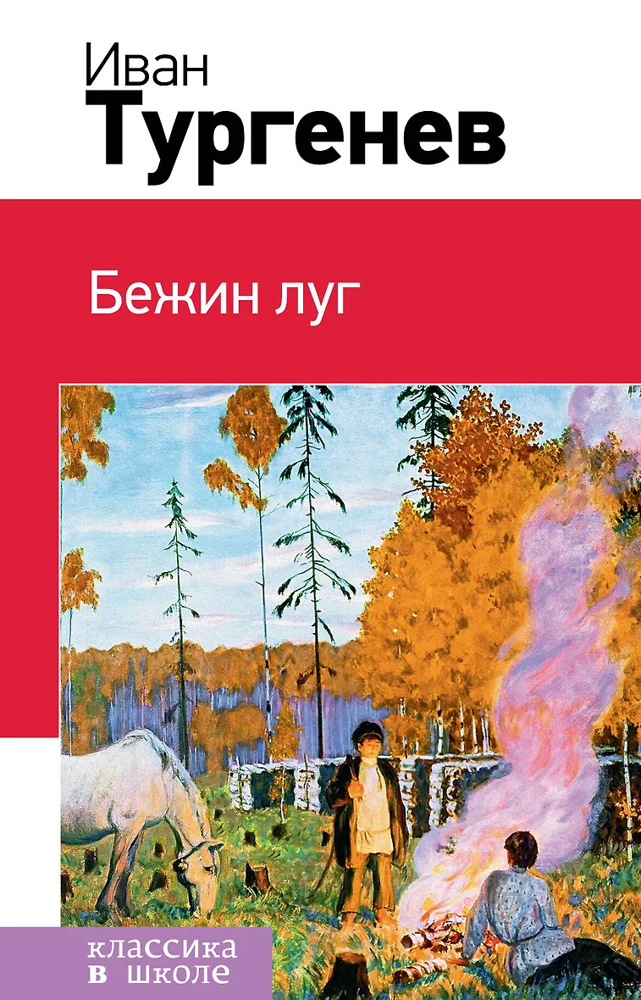 Иван
Тургенев
Бежин луг
классика
в школе